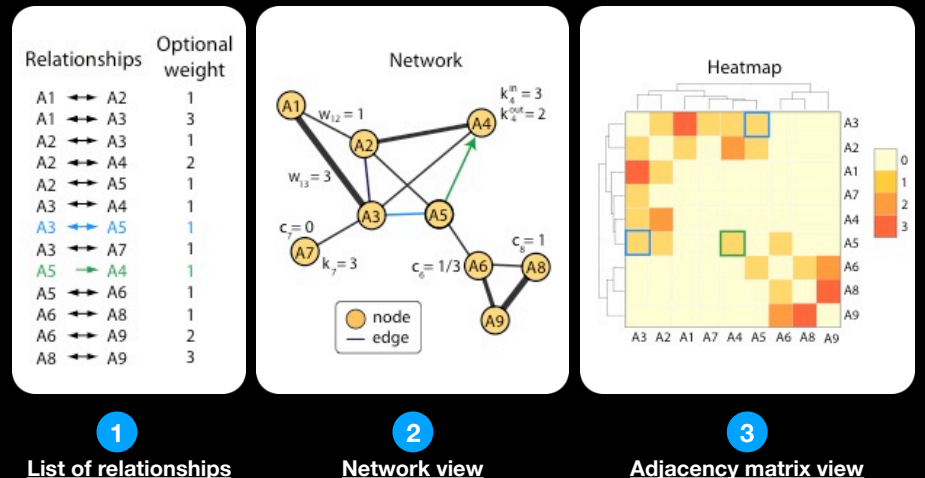 Relationships
Optional weight
A1 ↔ A2 1
A1 ↔ A3 3
A2 ↔ A3 1
A2 ↔ A4 2
A2 ↔ A5 1
A3 ↔ A4 1
A3 ↔ A5 1
A3 ↔ A7 1
A5 → A4 1
A5 ↔ A6 1
A6 ↔ A8 1
A6 ↔ A9 2
A8 ↔ A9 3
Network
A1
w₁₂ = 1
k₄ⁱⁿ = 3
k₄ᵒᵘᵗ = 2
A4
A2
w₁₃ = 3
A3
A5
c₇ = 0
A7
k₇ = 3
c₈ = 1
c₆ = 1/3
A6
A8
A9
node
edge
Heatmap
A3
A2
A1
A7
A4
A5
A6
A8
A9
0
1
2
3
A3 A2 A1 A7 A4 A5 A6 A8 A9
1
List of relationships
2
Network view
3
Adjacency matrix view